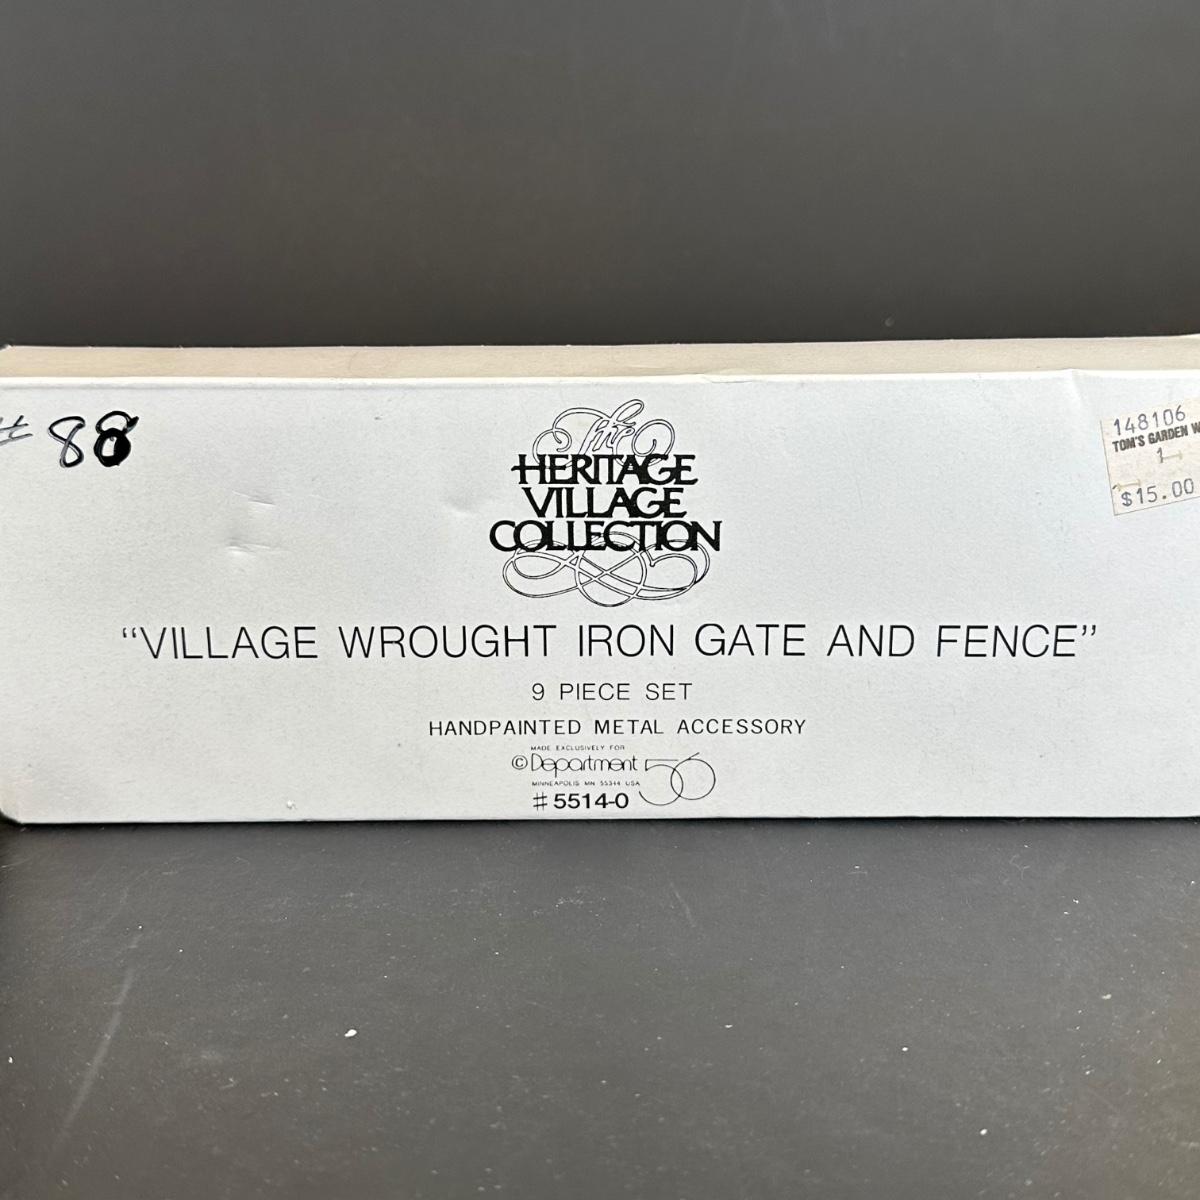 # 88
148106
TOM'S GARDEN W
1
$15.00
The
HERITAGE
VILLAGE
COLLECTION
“VILLAGE WROUGHT IRON GATE AND FENCE”
9 PIECE SET
HANDPAINTED METAL ACCESSORY
MADE EXCLUSIVELY FOR
© Department 56
MINNEAPOLIS MN 55344 USA
# 5514-0